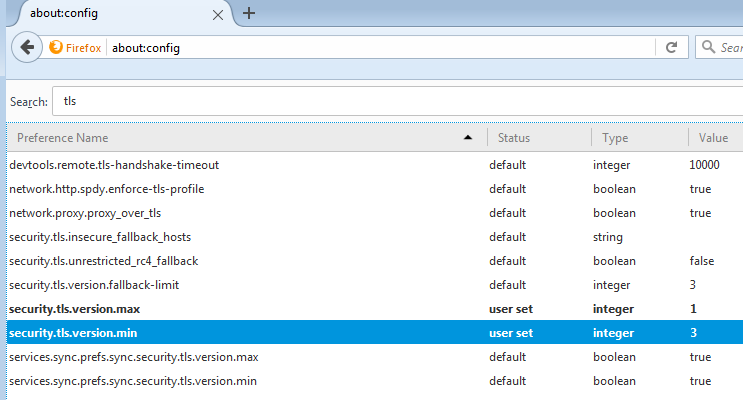 about:config
Firefox about:config Sear
Search: tls
Preference Name Status Type Value
devtools.remote.tls-handshake-timeout default integer 10000
network.http.spdy.enforce-tls-profile default boolean true
network.proxy.proxy_over_tls default boolean true
security.tls.insecure_fallback_hosts default string
security.tls.unrestricted_rc4_fallback default boolean false
security.tls.version.fallback-limit default integer 3
security.tls.version.max user set integer 1
security.tls.version.min user set integer 3
services.sync.prefs.sync.security.tls.version.max default boolean true
services.sync.prefs.sync.security.tls.version.min default boolean true